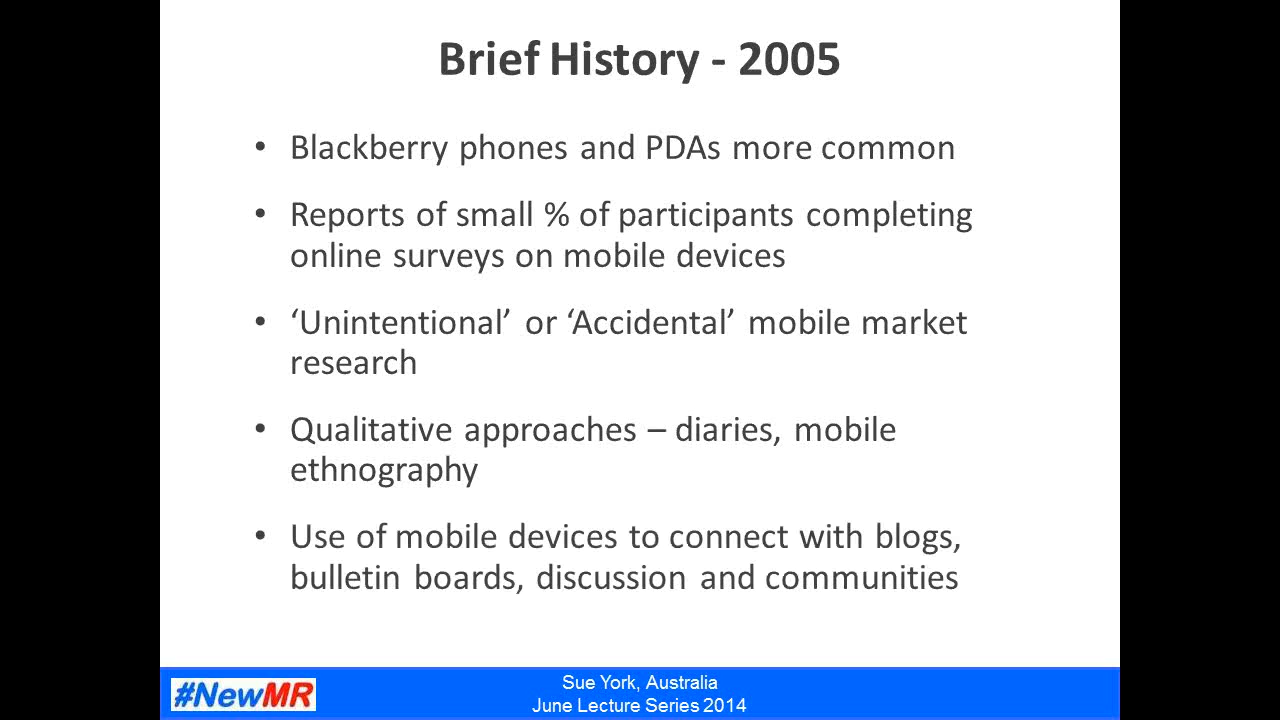 Brief History - 2005
• Blackberry phones and PDAs more common
• Reports of small % of participants completing
online surveys on mobile devices
• ‘Unintentional’ or ‘Accidental’ mobile market
research
• Qualitative approaches – diaries, mobile
ethnography
• Use of mobile devices to connect with blogs,
bulletin boards, discussion and communities
#NewMR
Sue York, Australia
June Lecture Series 2014